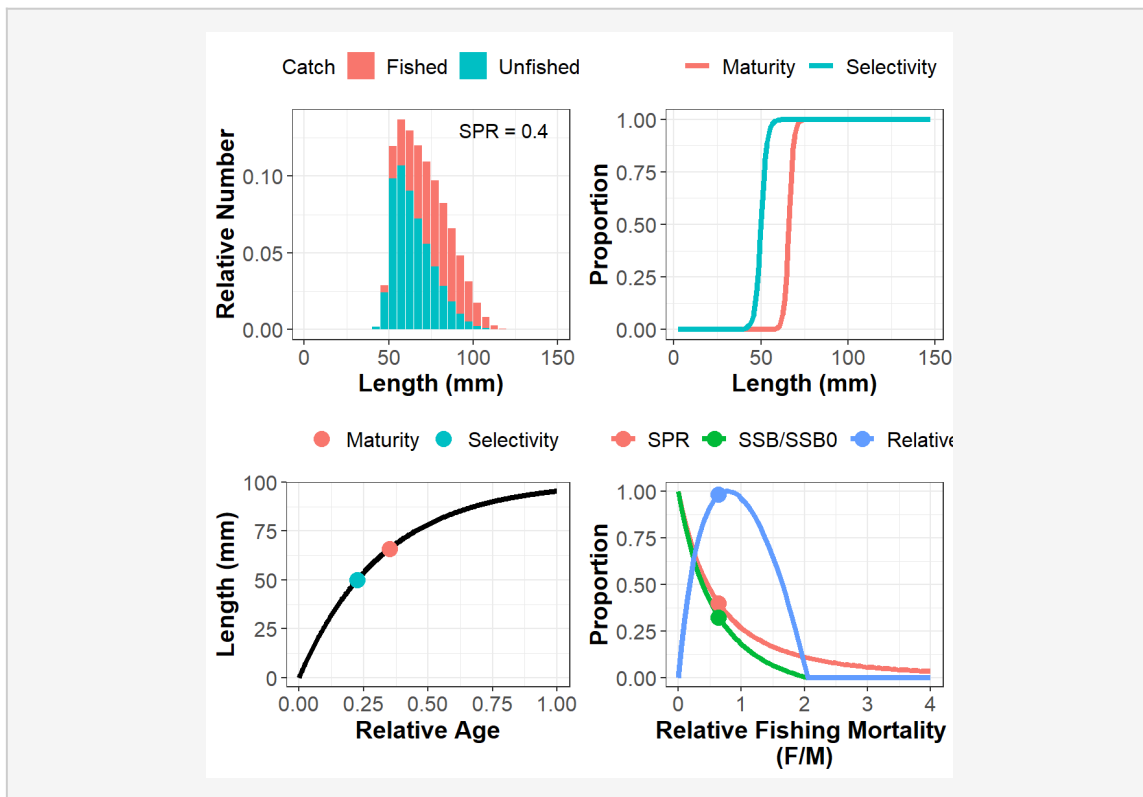 Catch Fished Unfished
Maturity Selectivity
SPR = 0.4
Relative Number
0.10
0.05
0.00
0 50 100 150
Length (mm)
Proportion
1.00
0.75
0.50
0.25
0.00
0 50 100 150
Length (mm)
Maturity Selectivity
SPR SSB/SSB0 Relative
Length (mm)
100
75
50
25
0
0.00 0.25 0.50 0.75 1.00
Relative Age
Proportion
1.00
0.75
0.50
0.25
0.00
0 1 2 3 4
Relative Fishing Mortality
(F/M)